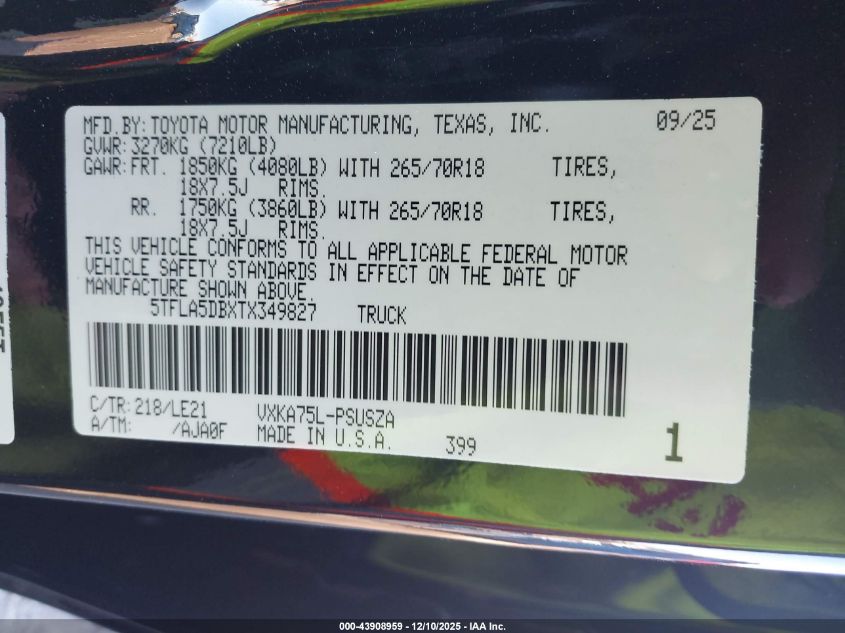 MFD.BY: TOYOTA MOTOR MANUFACTURING, TEXAS, INC. 09/25
GVWR: 3270KG (7210LB)
GAWR: FRT. 1850KG (4080LB) WITH 265/70R18 TIRES,
18X7.5J RIMS.
RR. 1750KG (3860LB) WITH 265/70R18 TIRES,
18X7.5J RIMS.
THIS VEHICLE CONFORMS TO ALL APPLICABLE FEDERAL MOTOR
VEHICLE SAFETY STANDARDS IN EFFECT ON THE DATE OF
MANUFACTURE SHOWN ABOVE.
5TFLA5DBXTX349827 TRUCK
C/TR: 218/LE21 VXKA75L-PSUSZA
A/TM: /AJA0F MADE IN U.S.A. 399 1
000-43908959 – 12/10/2025 – IAA Inc.